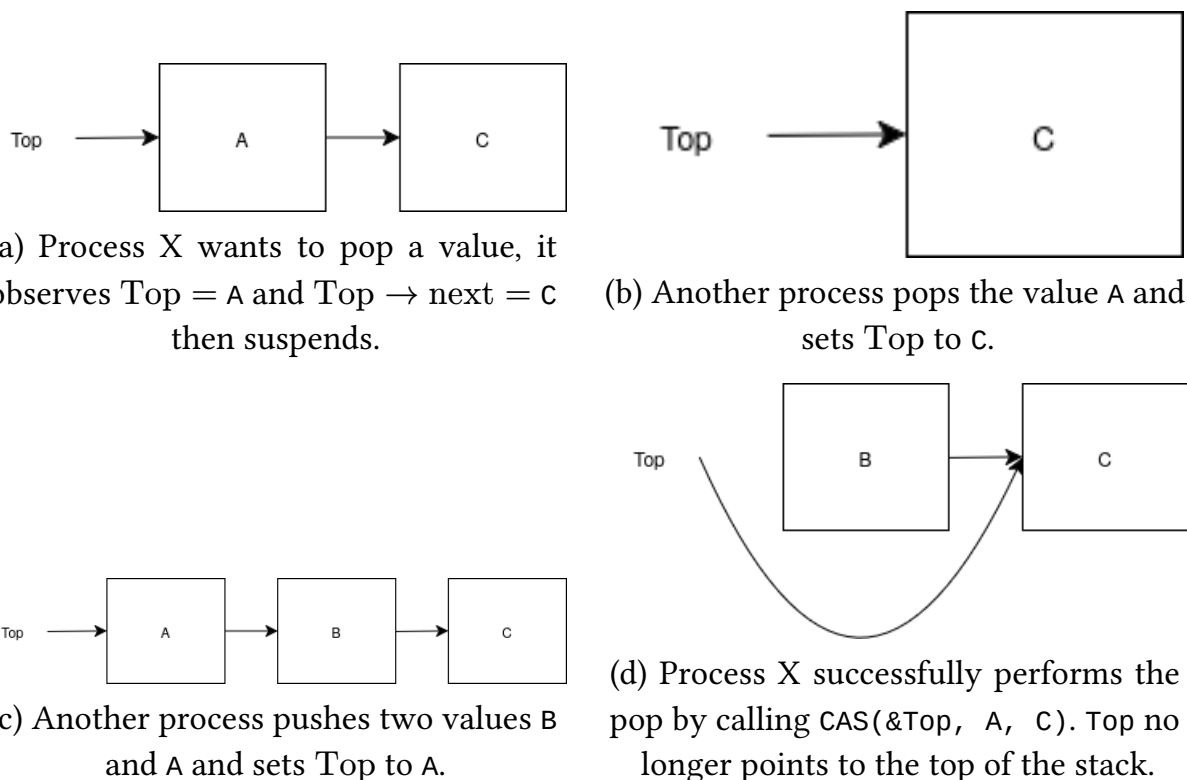 Top
A
C
a) Process X wants to pop a value, it
observes Top = A and Top → next = C
then suspends.
Top
C
(b) Another process pops the value A and
sets Top to C.
Top
A
B
C
c) Another process pushes two values B
and A and sets Top to A.
Top
B
C
(d) Process X successfully performs the
pop by calling CAS(&Top, A, C). Top no
longer points to the top of the stack.